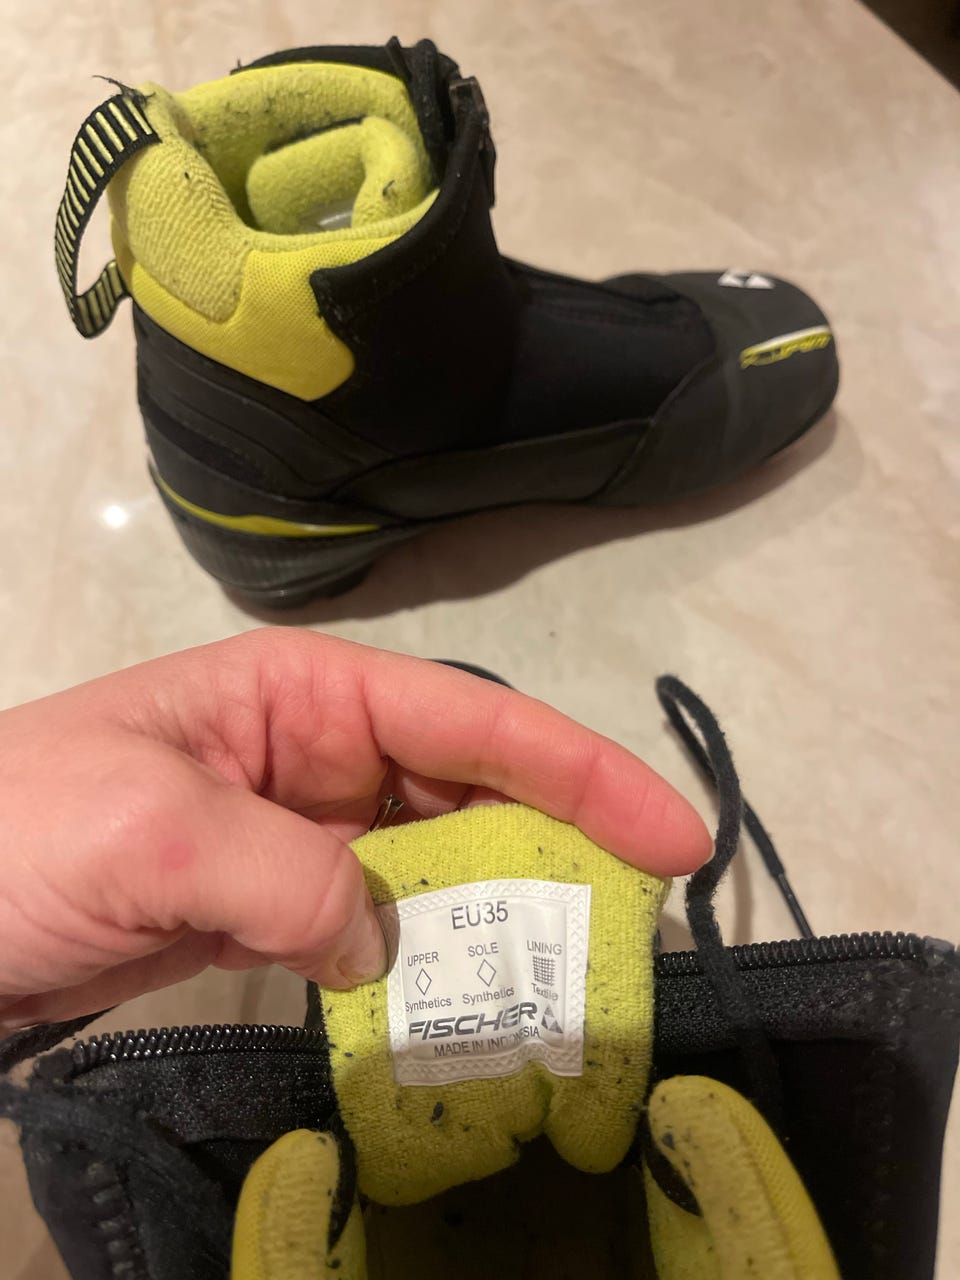 EU35
UPPER SOLE LINING
Synthetics Synthetics Textile
FISCHER
MADE IN INDONESIA